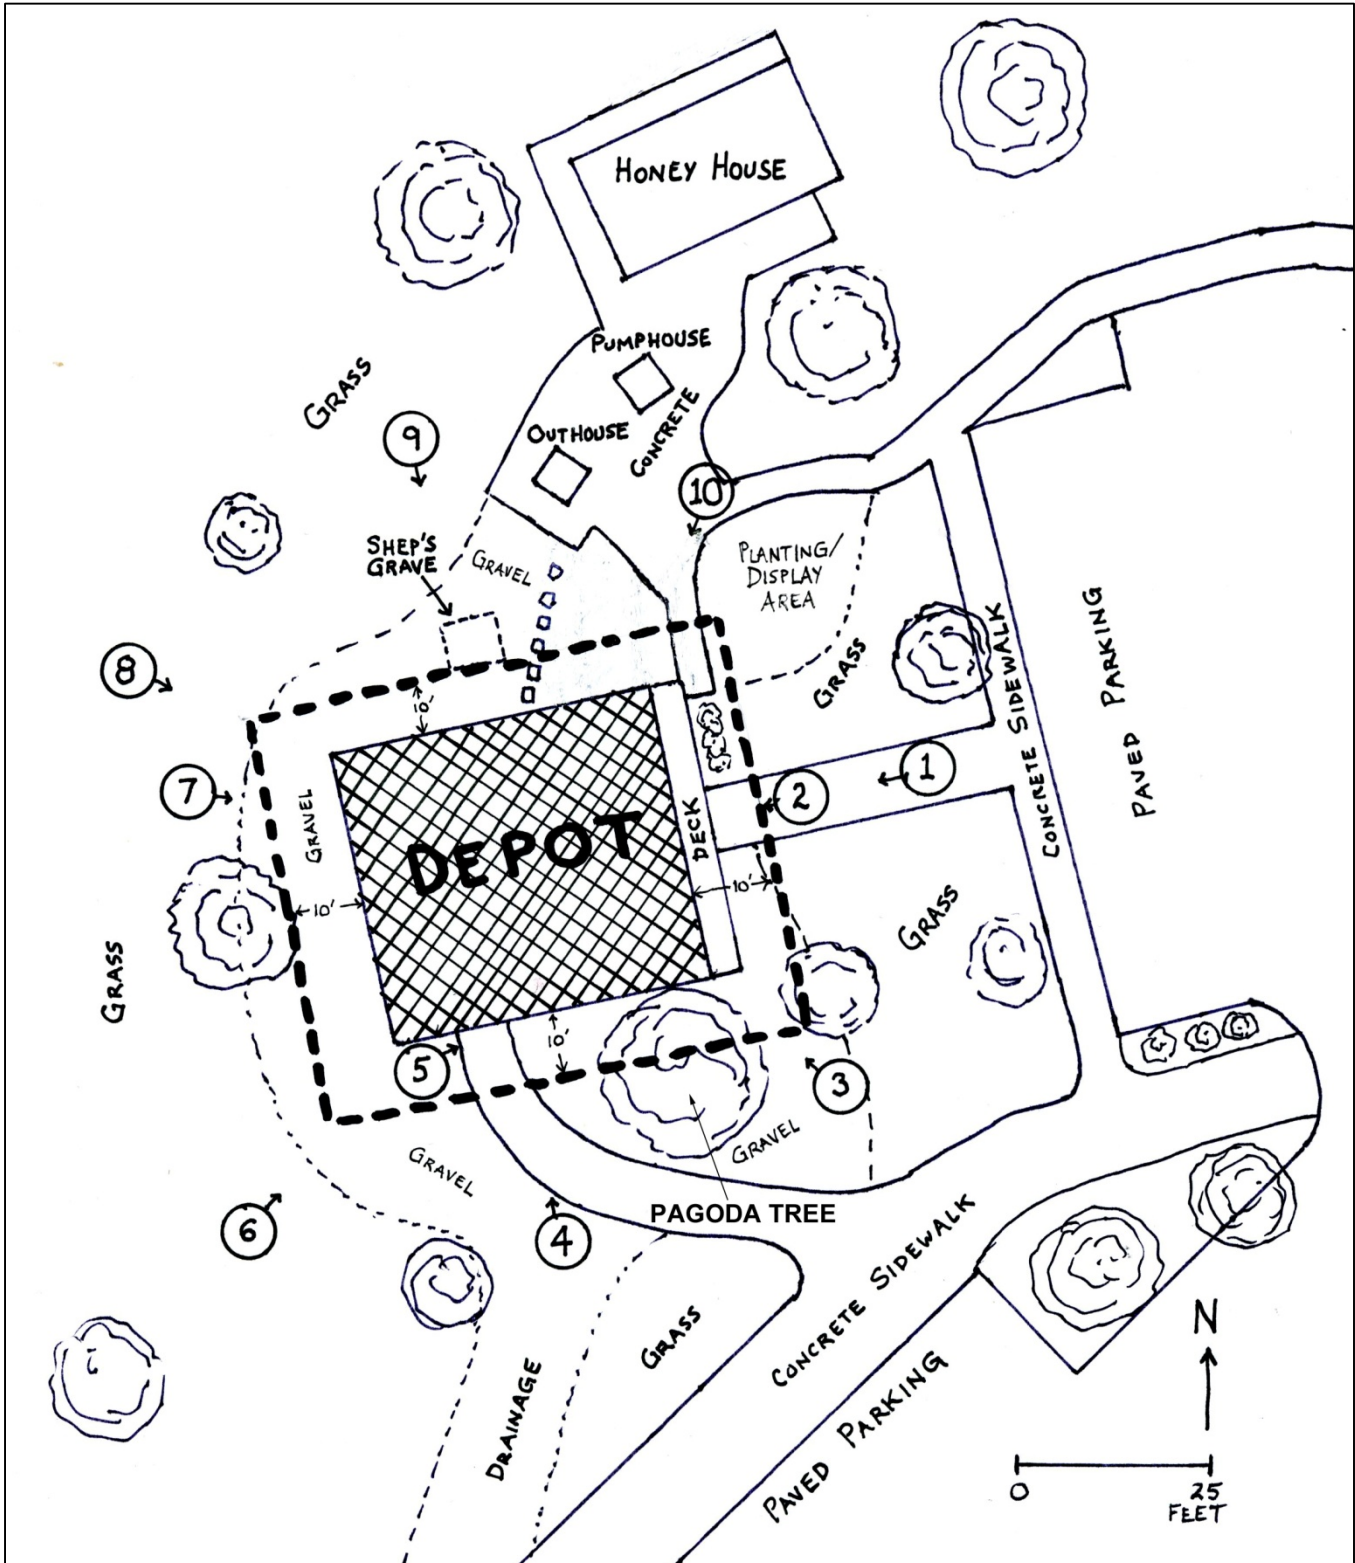 HONEY HOUSE
PUMPHOUSE
GRASS
OUTHOUSE
CONCRETE
9
10
SHEP'S
GRAVE
GRAVEL
PLANTING/
DISPLAY
AREA
GRASS
CONCRETE SIDEWALK
PAVED PARKING
8
10'
7
2
1
GRAVEL
DEPOT
DECK
10'
10'
GRASS
GRASS
5
10'
3
GRAVEL
GRAVEL
PAGODA TREE
6
4
CONCRETE SIDEWALK
GRASS
DRAINAGE
PAVED PARKING
N
0 25
FEET